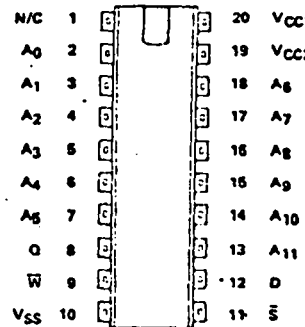 N/C 1 20 VCC
A0 2 19 VCC
A1 3 18 A6
A2 4 17 A7
A3 5 16 A8
A4 6 15 A9
A5 7 14 A10
Q 8 13 A11
W̅ 9 12 D
VSS 10 11 S̅